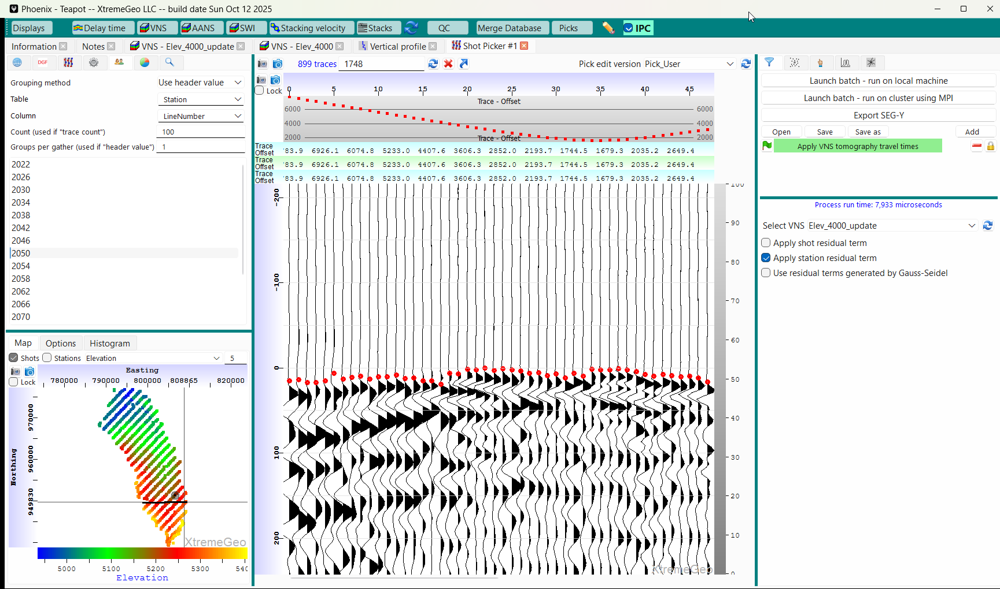 Phoenix - Teapot -- XtremeGeo LLC -- build date Sun Oct 12 2025
Displays Delay time VNS AANS SWI Stacking velocity Stacks QC Merge Database Picks IPC
Information Notes VNS - Elev_4000_update VNS - Elev_4000 Vertical profile Shot Picker #1
DGF
Grouping method Use header value
Table Station
Column LineNumber
Count (used if "trace count") 100
Groups per gather (used if "header value") 1
2022
2026
2030
2034
2038
2042
2046
2050
2054
2058
2062
2066
2070
Map Options Histogram
Shots Stations Elevation 5
Lock
Easting
780000 790000 800000 808865 820000
Northing
970000
960000
949830
XtremeGeo
5000 5100 5200 5300 540
Elevation
899 traces 1748
Pick edit version Pick_User
Lock
0 5 10 15 20 25 30 35 40 45
Trace - Offset
6000 6000
4000 4000
2000 2000
Trace - Offset
Trace
Offset '83.9 6926.1 6074.8 5233.0 4407.6 3606.3 2852.0 2193.7 1744.5 1679.3 2035.2 2649.4
Trace
Offset '83.9 6926.1 6074.8 5233.0 4407.6 3606.3 2852.0 2193.7 1744.5 1679.3 2035.2 2649.4
Trace
Offset '83.9 6926.1 6074.8 5233.0 4407.6 3606.3 2852.0 2193.7 1744.5 1679.3 2035.2 2649.4
-200
-100
0
100
200
100
90
80
70
60
50
40
30
20
10
0
XtremeGeo
Launch batch - run on local machine
Launch batch - run on cluster using MPI
Export SEG-Y
Open Save Save as Add
Apply VNS tomography travel times
Process run time: 7,933 microseconds
Select VNS Elev_4000_update
Apply shot residual term
Apply station residual term
Use residual terms generated by Gauss-Seidel